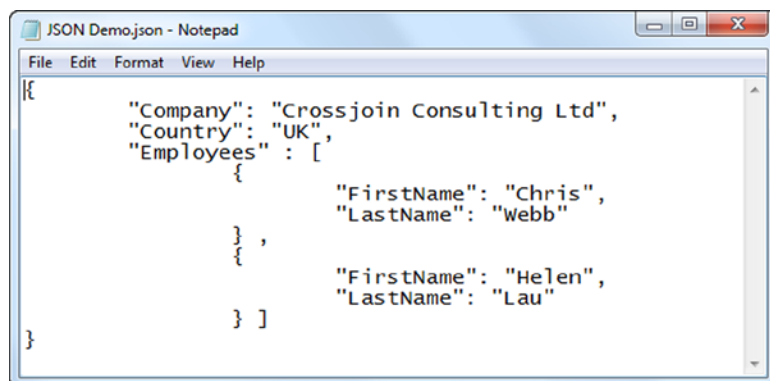 JSON Demo.json - Notepad
File Edit Format View Help
{
"Company": "Crossjoin Consulting Ltd",
"Country": "UK",
"Employees" : [
{
"FirstName": "Chris",
"LastName": "Webb"
} ,
{
"FirstName": "Helen",
"LastName": "Lau"
} ]
}